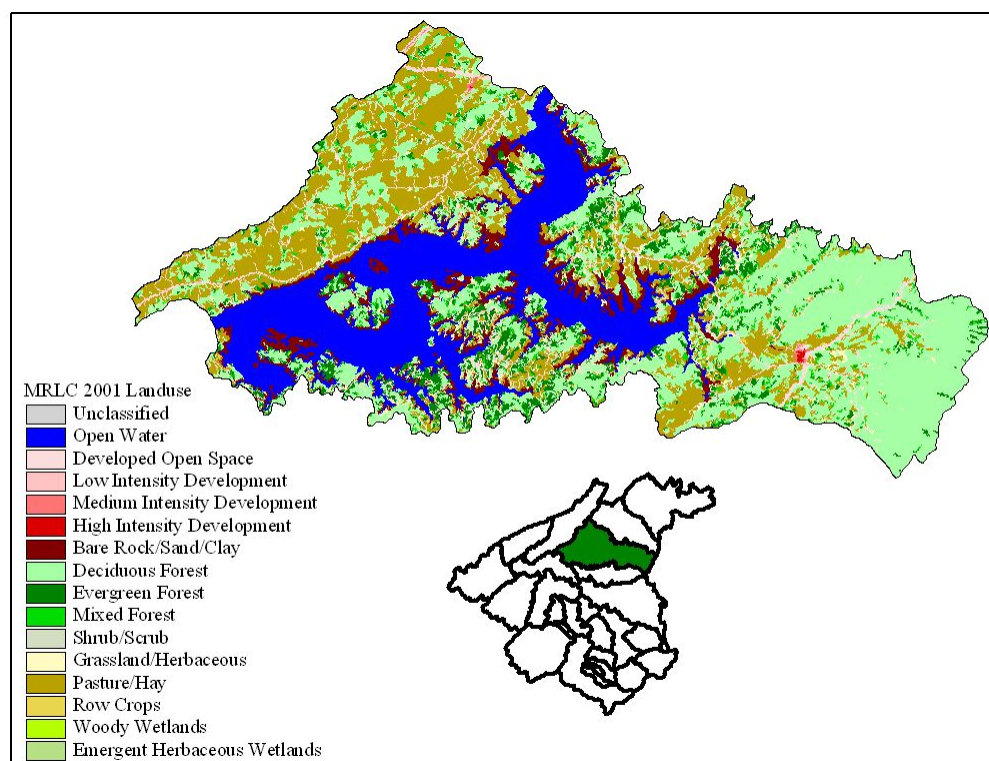 MRLC 2001 Landuse
Unclassified
Open Water
Developed Open Space
Low Intensity Development
Medium Intensity Development
High Intensity Development
Bare Rock/Sand/Clay
Deciduous Forest
Evergreen Forest
Mixed Forest
Shrub/Scrub
Grassland/Herbaceous
Pasture/Hay
Row Crops
Woody Wetlands
Emergent Herbaceous Wetlands